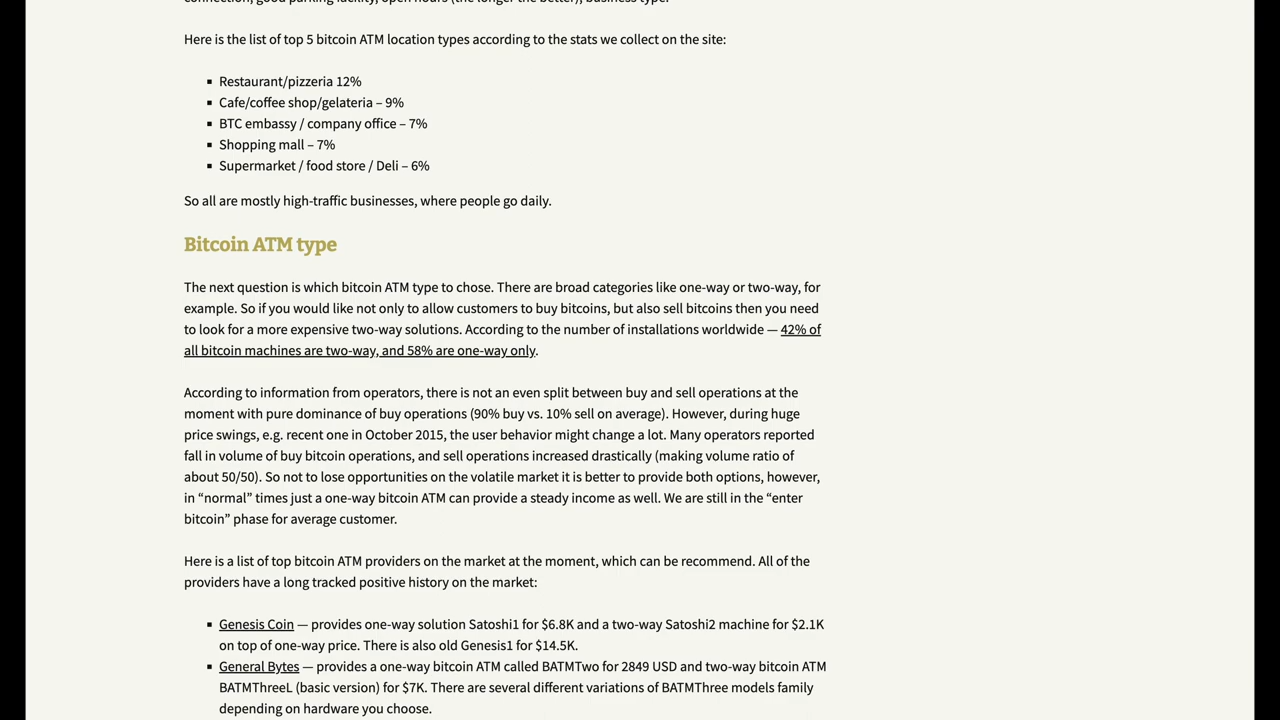 connection, good parking facility, open hours (the longer the better), business type.
Here is the list of top 5 bitcoin ATM location types according to the stats we collect on the site:
Restaurant/pizzeria 12%
Cafe/coffee shop/gelateria – 9%
BTC embassy / company office – 7%
Shopping mall – 7%
Supermarket / food store / Deli – 6%
So all are mostly high-traffic businesses, where people go daily.
Bitcoin ATM type
The next question is which bitcoin ATM type to chose. There are broad categories like one-way or two-way, for
example. So if you would like not only to allow customers to buy bitcoins, but also sell bitcoins then you need
to look for a more expensive two-way solutions. According to the number of installations worldwide — 42% of
all bitcoin machines are two-way, and 58% are one-way only.
According to information from operators, there is not an even split between buy and sell operations at the
moment with pure dominance of buy operations (90% buy vs. 10% sell on average). However, during huge
price swings, e.g. recent one in October 2015, the user behavior might change a lot. Many operators reported
fall in volume of buy bitcoin operations, and sell operations increased drastically (making volume ratio of
about 50/50). So not to lose opportunities on the volatile market it is better to provide both options, however,
in “normal” times just a one-way bitcoin ATM can provide a steady income as well. We are still in the “enter
bitcoin” phase for average customer.
Here is a list of top bitcoin ATM providers on the market at the moment, which can be recommend. All of the
providers have a long tracked positive history on the market:
Genesis Coin — provides one-way solution Satoshi1 for $6.8K and a two-way Satoshi2 machine for $2.1K
on top of one-way price. There is also old Genesis1 for $14.5K.
General Bytes — provides a one-way bitcoin ATM called BATMTwo for 2849 USD and two-way bitcoin ATM
BATMThreeL (basic version) for $7K. There are several different variations of BATMThree models family
depending on hardware you choose.